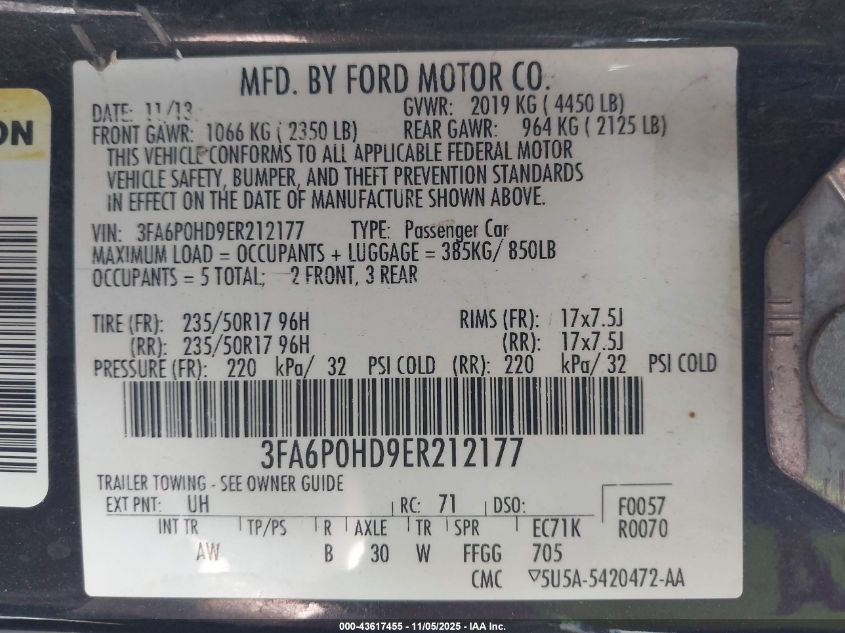 ON
MFD. BY FORD MOTOR CO.
DATE: 11/13 GVWR: 2019 KG ( 4450 LB)
FRONT GAWR: 1066 KG ( 2350 LB) REAR GAWR: 964 KG ( 2125 LB)
THIS VEHICLE CONFORMS TO ALL APPLICABLE FEDERAL MOTOR
VEHICLE SAFETY, BUMPER, AND THEFT PREVENTION STANDARDS
IN EFFECT ON THE DATE OF MANUFACTURE SHOWN ABOVE.
VIN: 3FA6P0HD9ER212177 TYPE: Passenger Car
MAXIMUM LOAD = OCCUPANTS + LUGGAGE = 385KG/ 850LB
OCCUPANTS = 5 TOTAL; 2 FRONT, 3 REAR
TIRE (FR): 235/50R17 96H RIMS (FR): 17x7.5J
(RR): 235/50R17 96H (RR): 17x7.5J
PRESSURE (FR): 220 kPa/ 32 PSI COLD (RR): 220 kPa/ 32 PSI COLD
3FA6P0HD9ER212177
TRAILER TOWING - SEE OWNER GUIDE
EXT PNT: UH RC: 71 DSO: F0057
INT TR TP/PS R AXLE TR SPR EC71K R0070
AW B 30 W FFGG 705
CMC ▽5U5A-5420472-AA
000-43617455 - 11/05/2025 - IAA Inc.